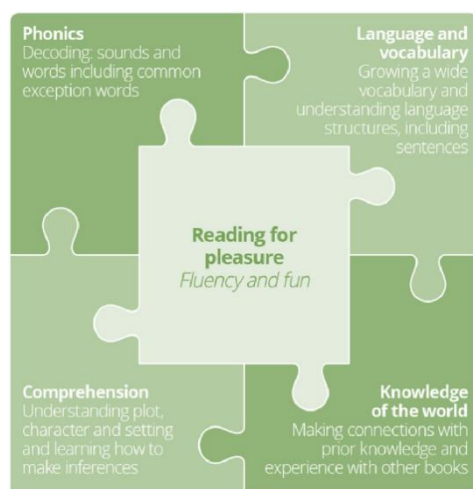 Phonics
Decoding: sounds and
words including common
exception words
Language and
vocabulary
Growing a wide
vocabulary and
understanding language
structures, including
sentences
Reading for
pleasure
Fluency and fun
Comprehension
Understanding plot,
character and setting
and learning how to
make inferences
Knowledge
of the world
Making connections with
prior knowledge and
experience with other books